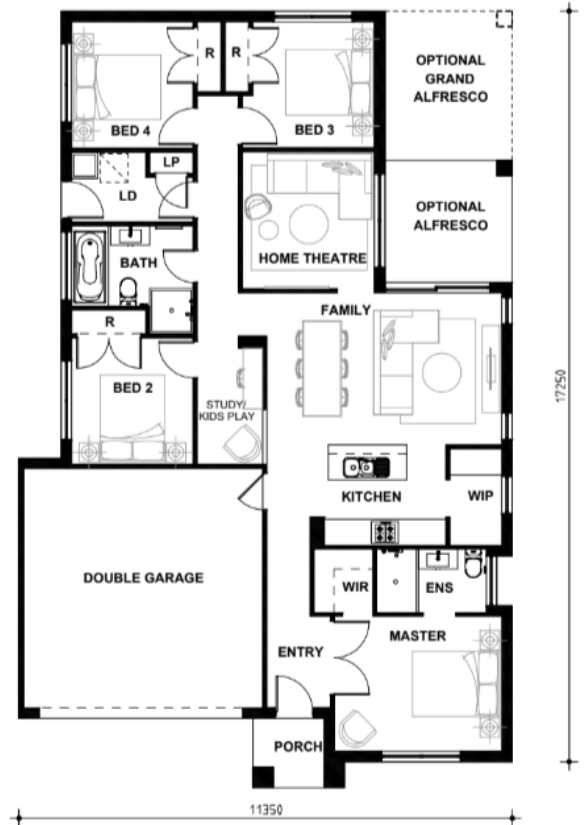 R
R
OPTIONAL
GRAND
ALFRESCO
BED 4
BED 3
LP
LD
OPTIONAL
ALFRESCO
BATH
HOME THEATRE
R
FAMILY
BED 2
STUDY/
KIDS PLAY
17250
KITCHEN
WIP
DOUBLE GARAGE
WIR
ENS
MASTER
ENTRY
PORCH
11350